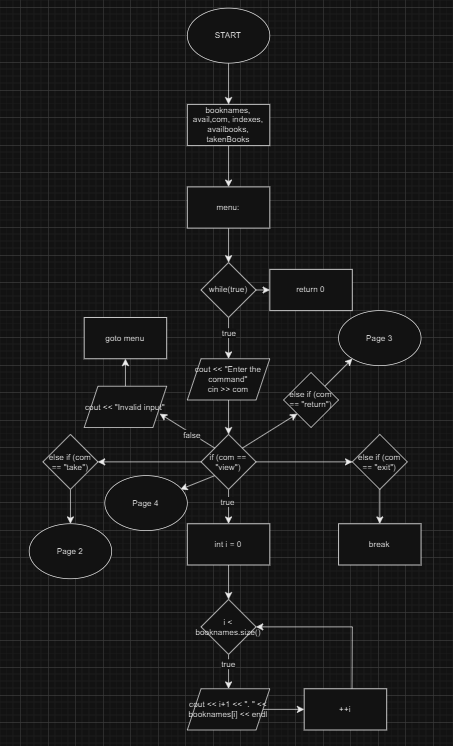 START
booknames,
avail,com, indexes,
availbooks,
takenBooks
menu:
while(true)
return 0
true
goto menu
Page 3
cout << "Enter the
command"
cin >> com
cout << "Invalid input"
else if (com
== "return")
false
else if (com
== "take")
if (com ==
"view")
else if (com
== "exit")
Page 4
true
Page 2
int i = 0
break
i <
booknames.size()
true
cout << i+1 << ". " <<
booknames[i] << endl
++i